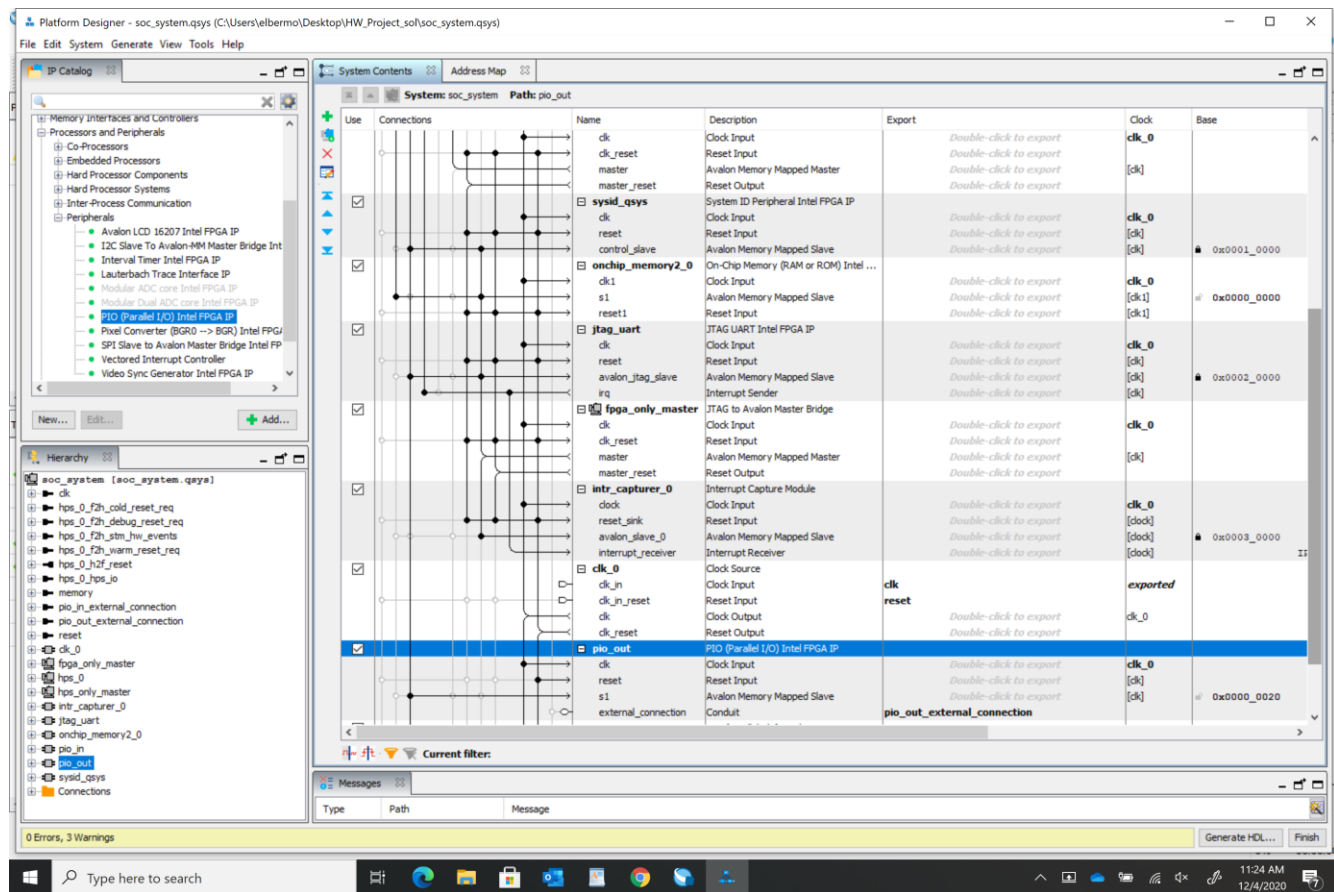 Platform Designer - soc_system.qsys (C:\Users\elbermo\Desktop\HW_Project_sol\soc_system.qsys)
File Edit System Generate View Tools Help
IP Catalog
Memory Interfaces and Controllers
Processors and Peripherals
Co-Processors
Embedded Processors
Hard Processor Components
Hard Processor Systems
Inter-Process Communication
Peripherals
Avalon LCD 16207 Intel FPGA IP
I2C Slave To Avalon-MM Master Bridge Int
Interval Timer Intel FPGA IP
Lauterbach Trace Interface IP
Modular ADC core Intel FPGA IP
Modular Dual ADC core Intel FPGA IP
PIO (Parallel I/O) Intel FPGA IP
Pixel Converter (BGR0 --> BGR) Intel FPGA
SPI Slave to Avalon Master Bridge Intel FP
Vectored Interrupt Controller
Video Sync Generator Intel FPGA IP
New... Edit... Add...
Hierarchy
soc_system [soc_system.qsys]
clk
hps_0_f2h_cold_reset_req
hps_0_f2h_debug_reset_req
hps_0_f2h_stm_hw_events
hps_0_f2h_warm_reset_req
hps_0_h2f_reset
hps_0_hps_io
memory
pio_in_external_connection
pio_out_external_connection
reset
clk_0
fpga_only_master
hps_0
hps_only_master
intr_capturer_0
jtag_uart
onchip_memory2_0
pio_in
pio_out
sysid_qsys
Connections
System Contents Address Map
System: soc_system Path: pio_out
Use Connections Name Description Export Clock Base
clk Clock Input Double-click to export clk_0
clk_reset Reset Input Double-click to export
master Avalon Memory Mapped Master Double-click to export [clk]
master_reset Reset Output Double-click to export
sysid_qsys System ID Peripheral Intel FPGA IP
clk Clock Input Double-click to export clk_0
reset Reset Input Double-click to export [clk]
control_slave Avalon Memory Mapped Slave Double-click to export [clk] 0x0001_0000
onchip_memory2_0 On-Chip Memory (RAM or ROM) Intel ...
clk1 Clock Input Double-click to export clk_0
s1 Avalon Memory Mapped Slave Double-click to export [clk1] 0x0000_0000
reset1 Reset Input Double-click to export [clk1]
jtag_uart JTAG UART Intel FPGA IP
clk Clock Input Double-click to export clk_0
reset Reset Input Double-click to export [clk]
avalon_jtag_slave Avalon Memory Mapped Slave Double-click to export [clk] 0x0002_0000
irq Interrupt Sender Double-click to export [clk]
fpga_only_master JTAG to Avalon Master Bridge
clk Clock Input Double-click to export clk_0
clk_reset Reset Input Double-click to export
master Avalon Memory Mapped Master Double-click to export [clk]
master_reset Reset Output Double-click to export
intr_capturer_0 Interrupt Capture Module
clock Clock Input Double-click to export clk_0
reset_sink Reset Input Double-click to export [clock]
avalon_slave_0 Avalon Memory Mapped Slave Double-click to export [clock] 0x0003_0000
interrupt_receiver Interrupt Receiver Double-click to export [clock]
clk_0 Clock Source
clk_in Clock Input clk exported
clk_in_reset Reset Input reset
clk Clock Output Double-click to export clk_0
clk_reset Reset Output Double-click to export
pio_out PIO (Parallel I/O) Intel FPGA IP
clk Clock Input Double-click to export clk_0
reset Reset Input Double-click to export [clk]
s1 Avalon Memory Mapped Slave Double-click to export [clk] 0x0000_0020
external_connection Conduit pio_out_external_connection
Current filter:
Messages
Type Path Message
0 Errors, 3 Warnings
Generate HDL... Finish
Type here to search
11:24 AM
12/4/2020